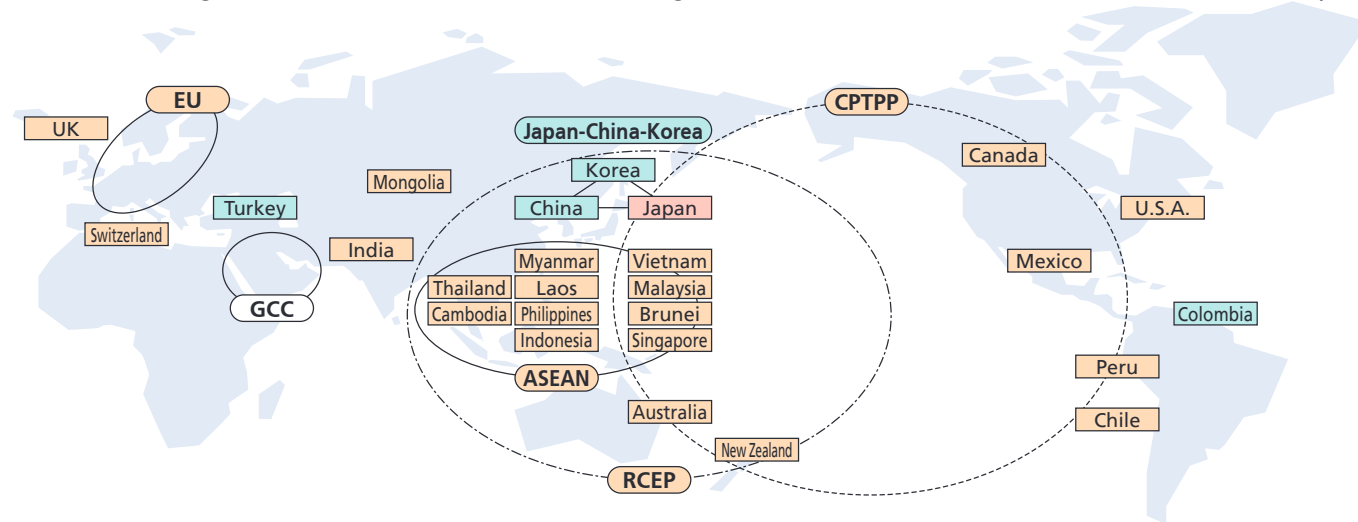 EU
CPTPP
UK
Japan-China-Korea
Canada
Korea
Mongolia
Turkey
China
Japan
U.S.A.
Switzerland
India
Myanmar
Vietnam
Mexico
Thailand
Laos
Malaysia
GCC
Cambodia
Philippines
Brunei
Colombia
Indonesia
Singapore
Peru
ASEAN
Australia
Chile
New Zealand
RCEP